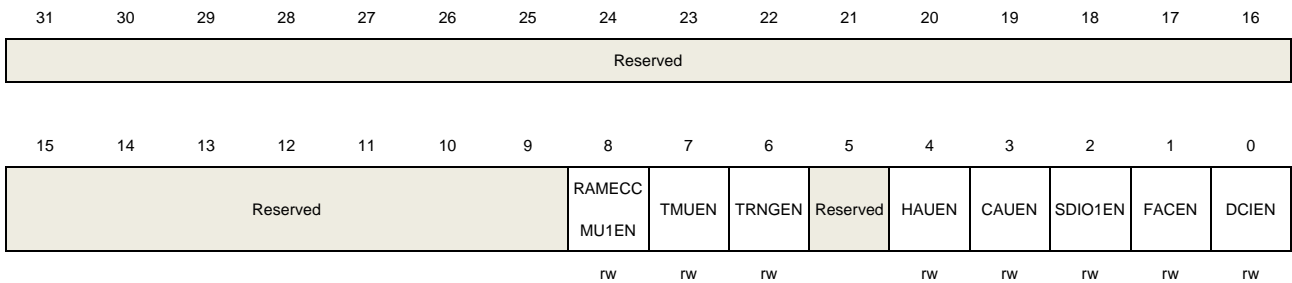 31 30 29 28 27 26 25 24 23 22 21 20 19 18 17 16
Reserved
15 14 13 12 11 10 9 8 7 6 5 4 3 2 1 0
Reserved RAMECC MU1EN TMUEN TRNGEN Reserved HAUEN CAUEN SDIO1EN FACEN DCIEN
rw rw rw rw rw rw rw rw